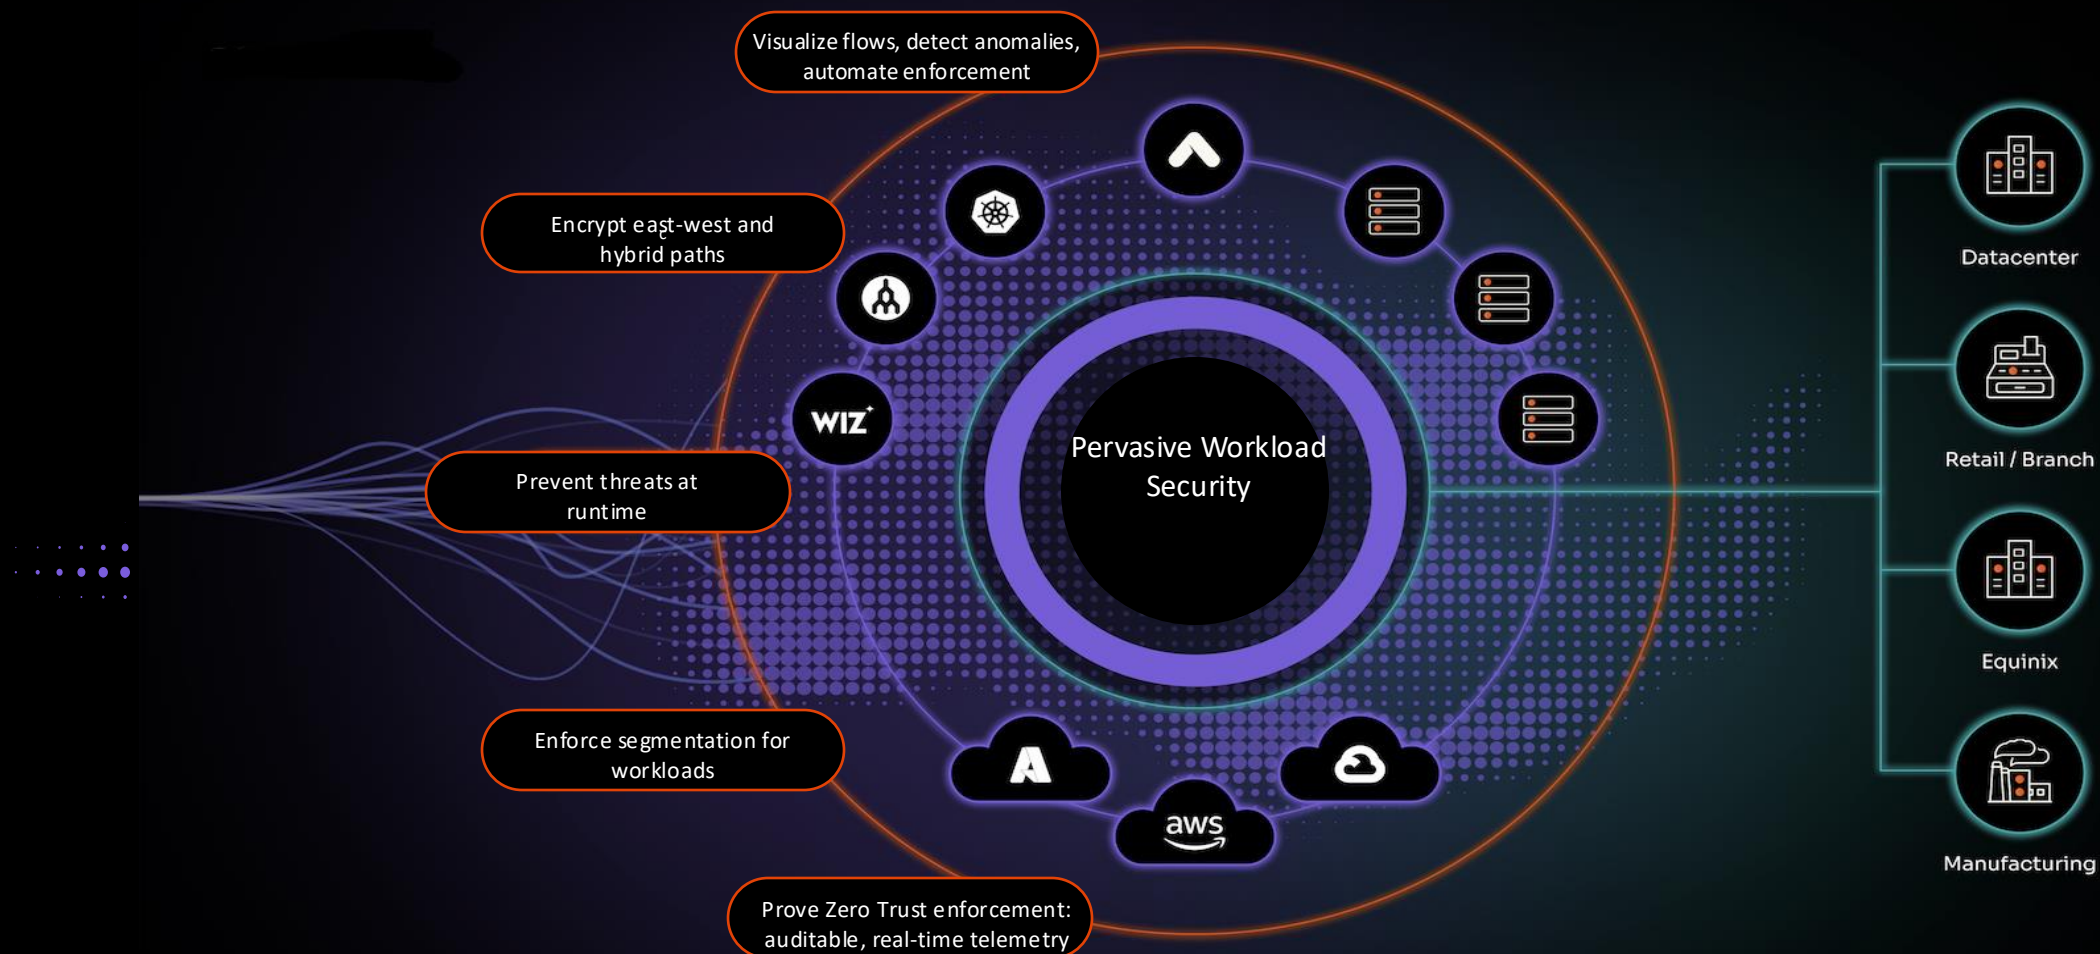 Visualize flows, detect anomalies,
automate enforcement
Encrypt east-west and
hybrid paths
WIZ
Prevent threats at
runtime
Pervasive Workload
Security
Enforce segmentation for
workloads
aws
Prove Zero Trust enforcement:
auditable, real-time telemetry
Datacenter
Retail / Branch
Equinix
Manufacturing